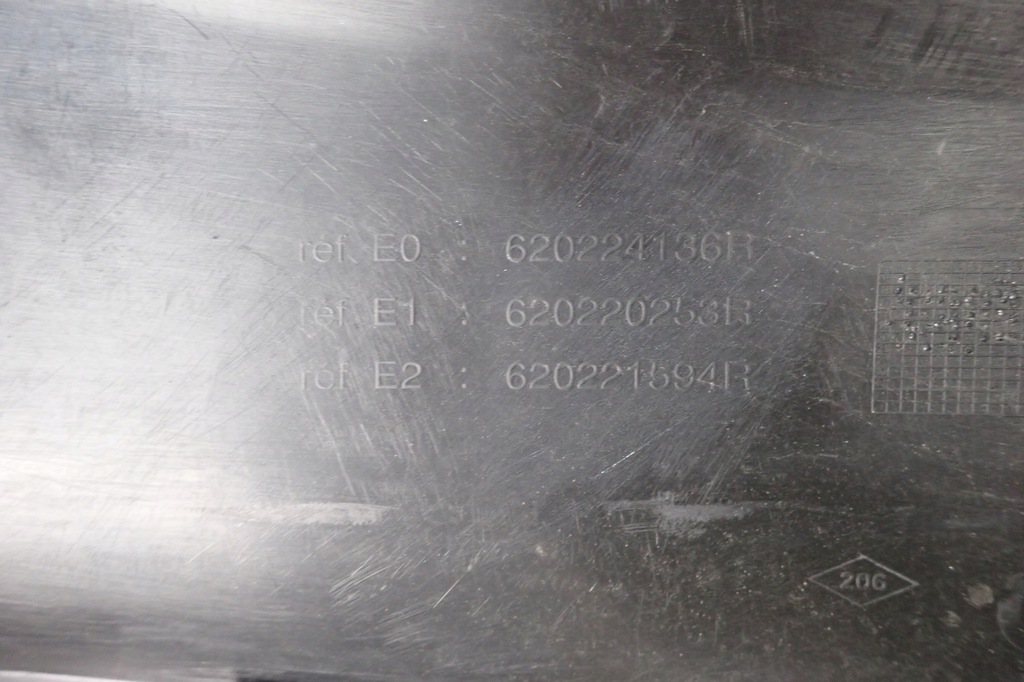 ref. E0 : 620224136R
ref. E1 : 620220253R
ref. E2 : 620221594R
206